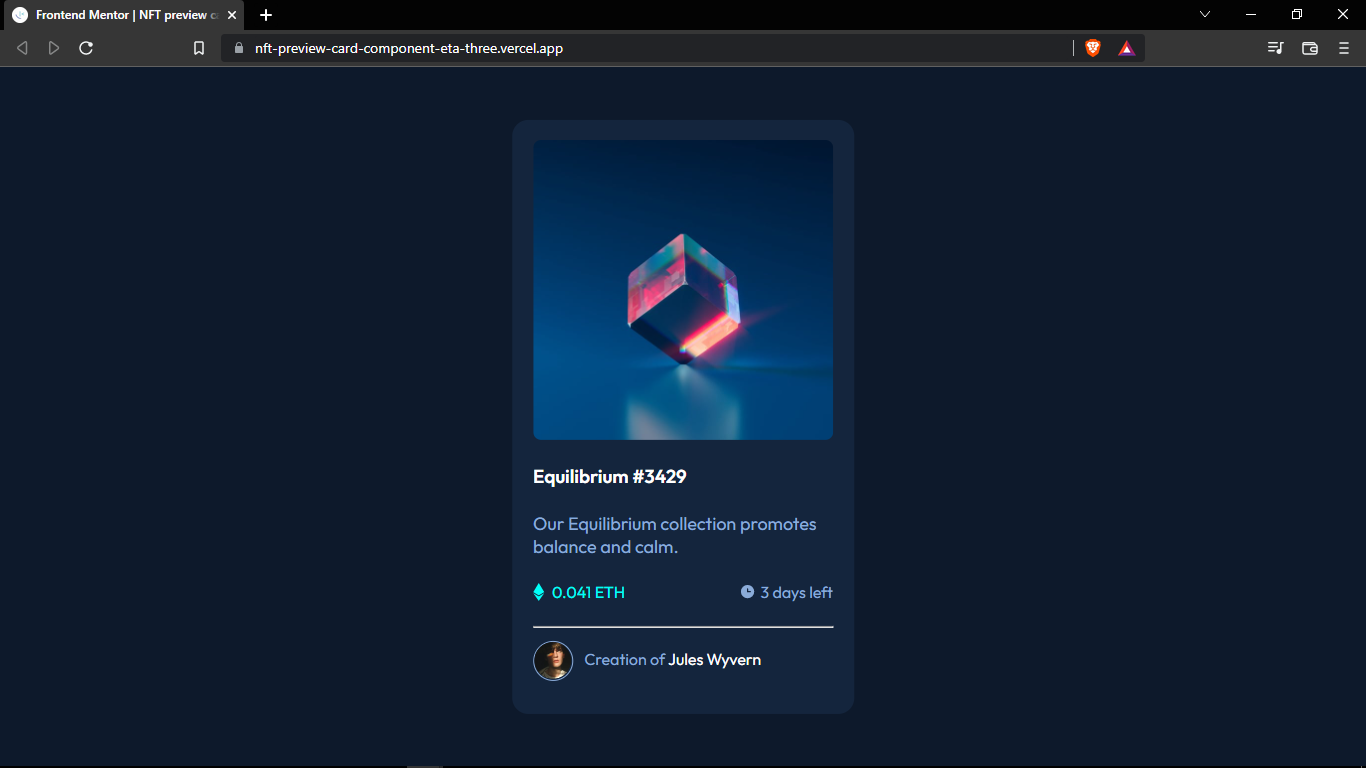 Frontend Mentor | NFT preview c
nft-preview-card-component-eta-three.vercel.app
Equilibrium #3429
Our Equilibrium collection promotes
balance and calm.
0.041 ETH
3 days left
Creation of Jules Wyvern